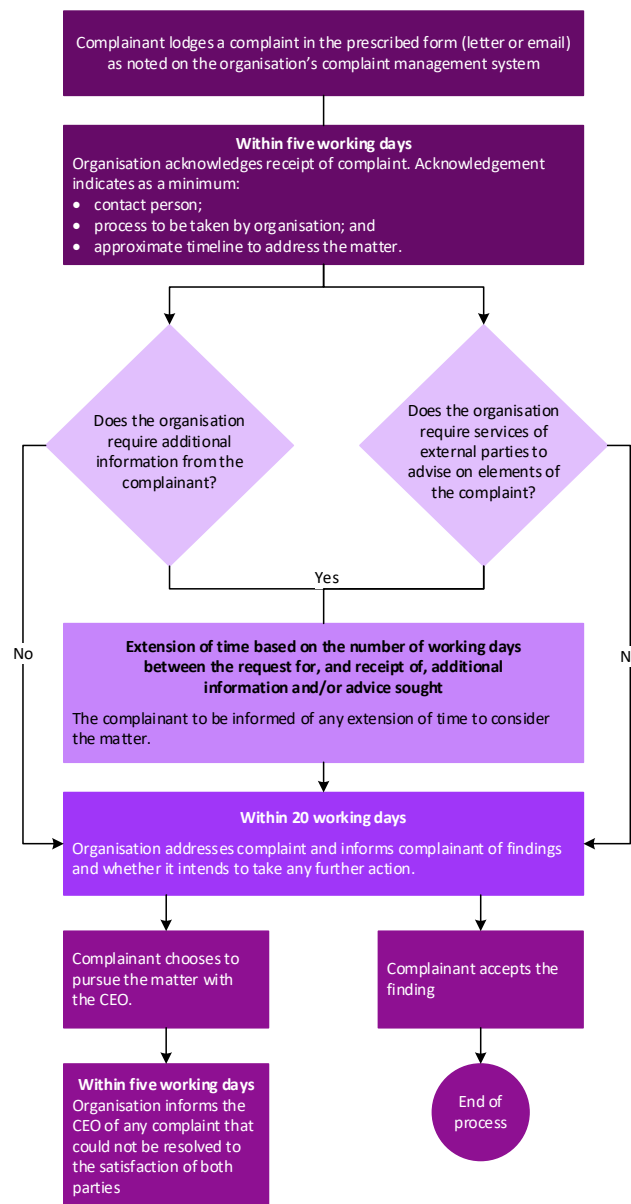 Complainant lodges a complaint in the prescribed form (letter or email)
as noted on the organisation's complaint management system
Within five working days
Organisation acknowledges receipt of complaint. Acknowledgement
indicates as a minimum:
• contact person;
• process to be taken by organisation; and
• approximate timeline to address the matter.
Does the organisation
require additional
information from the
complainant?
Does the organisation
require services of
external parties to
advise on elements of
the complaint?
Yes
No
N
Extension of time based on the number of working days
between the request for, and receipt of, additional
information and/or advice sought
The complainant to be informed of any extension of time to consider
the matter.
Within 20 working days
Organisation addresses complaint and informs complainant of findings
and whether it intends to take any further action.
Complainant chooses to
pursue the matter with
the CEO.
Complainant accepts the
finding
Within five working days
Organisation informs the
CEO of any complaint that
could not be resolved to
the satisfaction of both
parties
End of
process